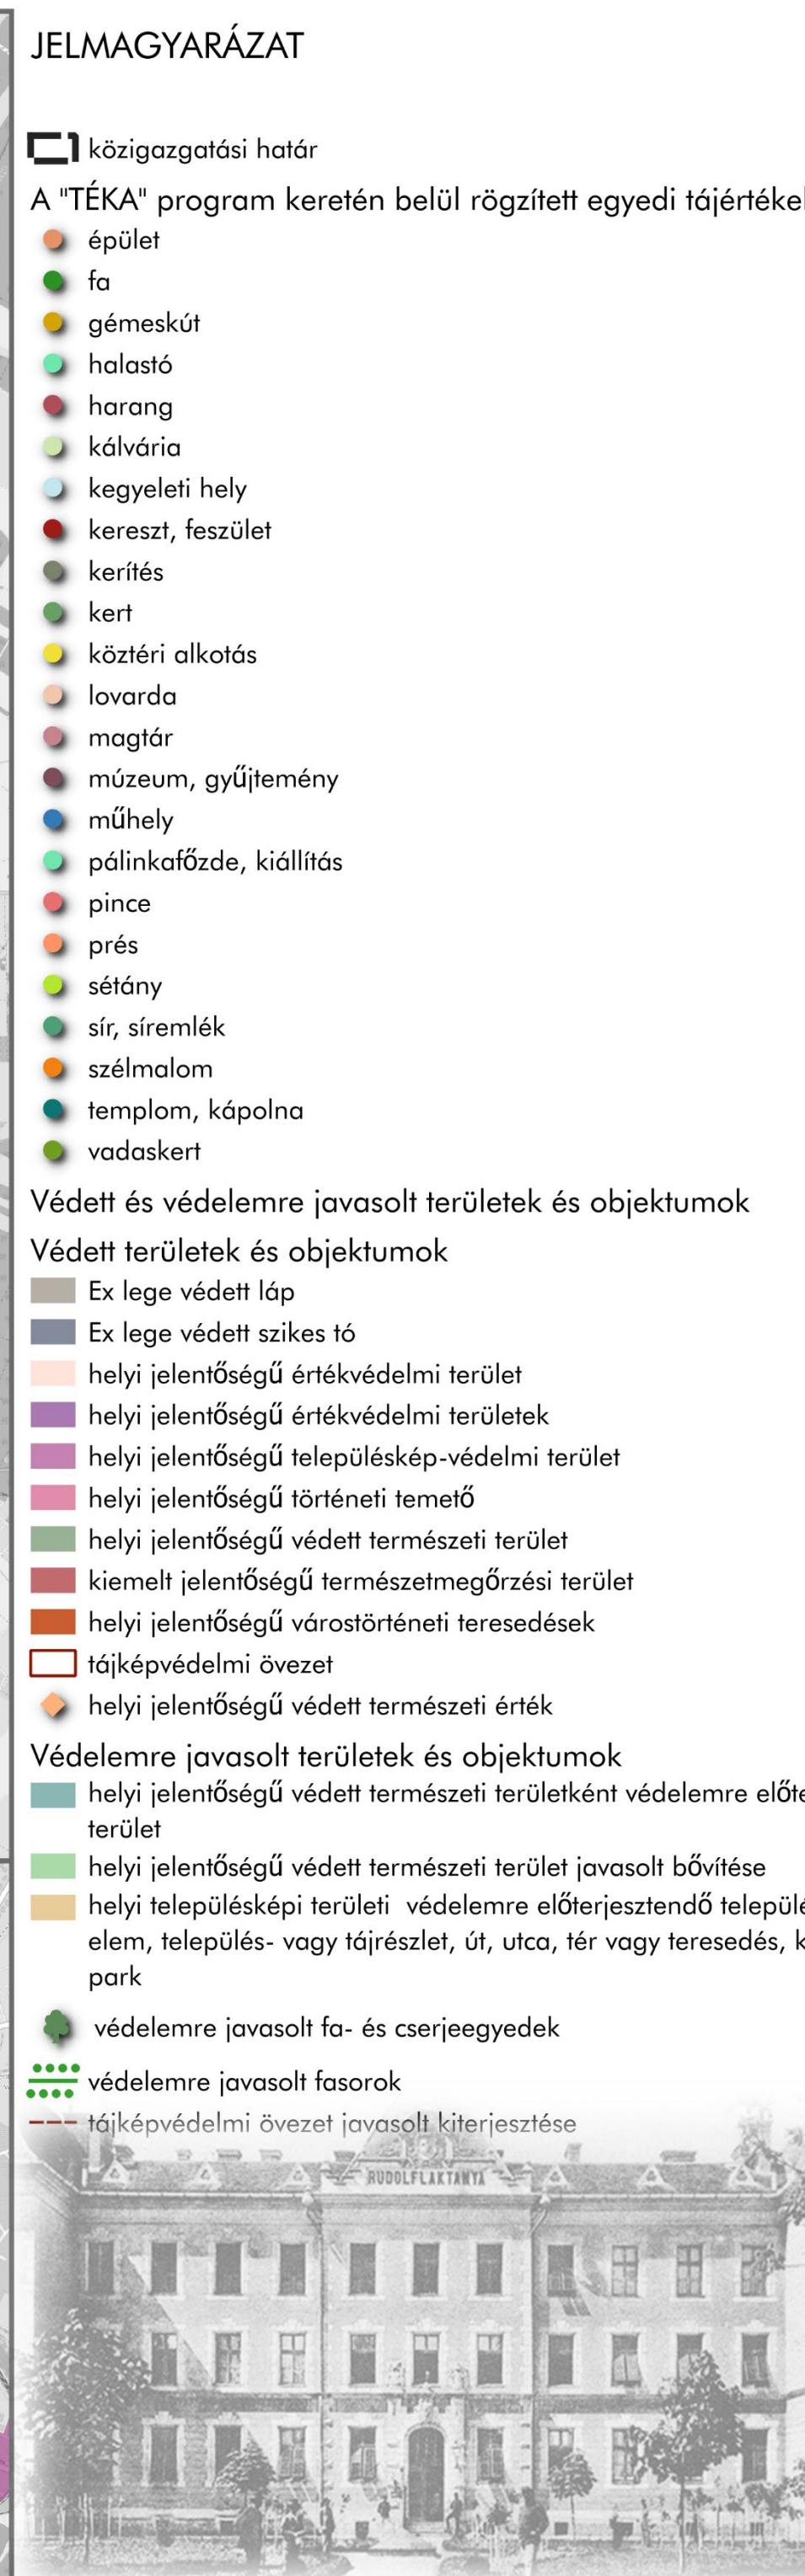 JELMAGYARÁZAT
közigazgatási határ
A "TÉKA" program keretén belül rögzített egyedi
épület
fa
gémeskút
halastó
harang
kálvária
kegyeleti hely
kereszt, feszület
kerítés
kert
köztéri alkotás
lovarda
magtár
múzeum, gyűjtemény
műhely
pálinkafőzde, kiállítás
pince
prés
sétány
sír, síremlék
szélmalom
templom, kápolna
vadaskert
Védett és védelemre javasolt területek és objektumok
Védett területek és objektumok
Ex lege védett láp
Ex lege védett szikes tó
helyi jelentőségű értékvédelmi terület
helyi jelentőségű értékvédelmi területek
helyi jelentőségű településkép-védelmi terület
helyi jelentőségű történeti temető
helyi jelentőségű védett természeti terület
kiemelt jelentőségű természetmegőrzési terület
helyi jelentőségű várostörténeti teresedések
tájképvédelmi övezet
helyi jelentőségű védett természeti érték
Védelemre javasolt területek és objektumok
helyi jelentőségű védett természeti területként védelemre
terület
helyi jelentőségű védett természeti terület javasolt bővítése
helyi településképi területi védelemre előterjesztendő
elem, település- vagy tájrészlet, út, utca, tér vagy teresedés,
park
védelemre javasolt fa- és cserjeegyedek
védelemre javasolt fasorok
tájképvédelmi övezet javasolt kiterjesztése
RUDOLFLAKTANYA